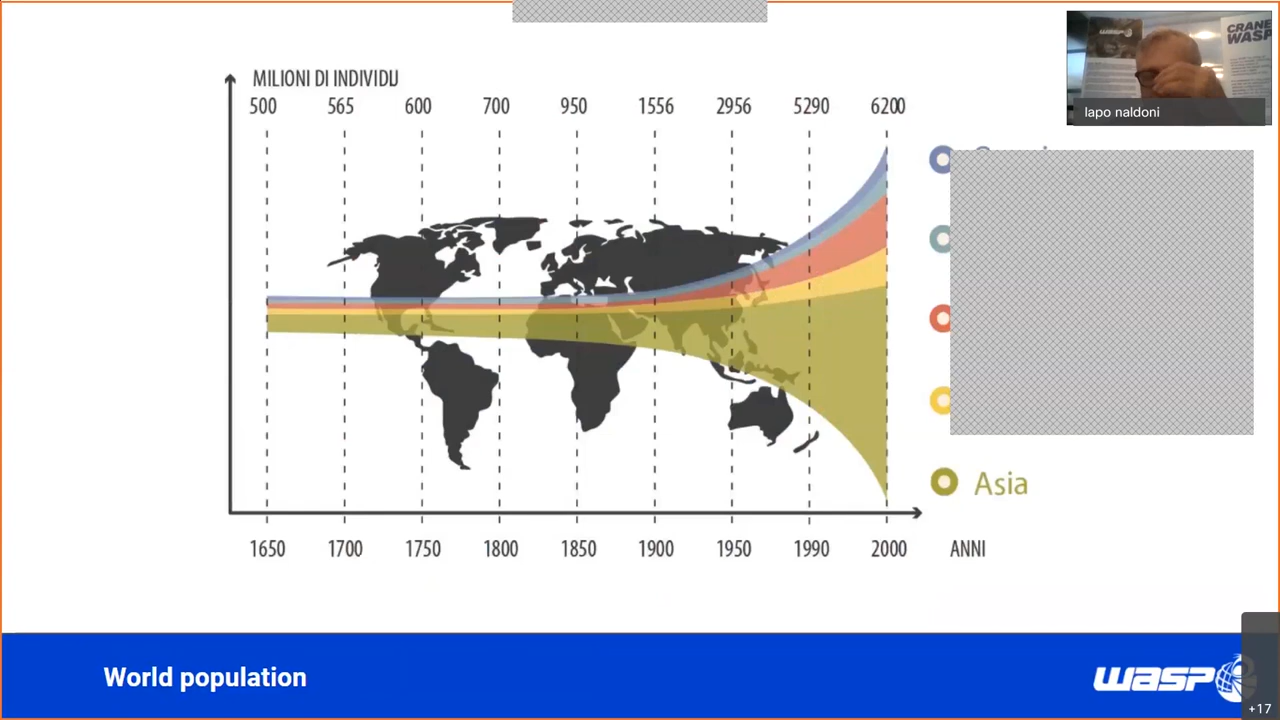 MILIONI DI INDIVIDU
500 565 600 700 950 1556 2956 5290 6200
CRANE
WASP
lapo naldoni
Asia
1650 1700 1750 1800 1850 1900 1950 1990 2000 ANNI
World population
WASP
+17